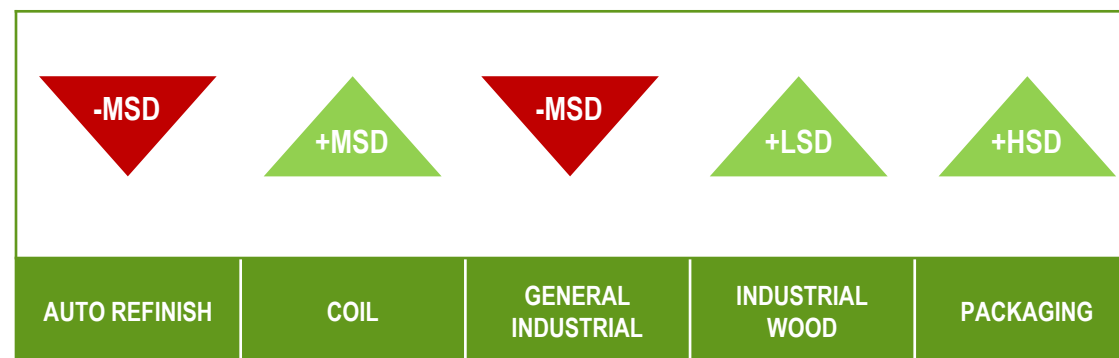 -MSD
+MSD
-MSD
+LSD
+HSD
AUTO REFINISH
COIL
GENERAL
INDUSTRIAL
INDUSTRIAL
WOOD
PACKAGING